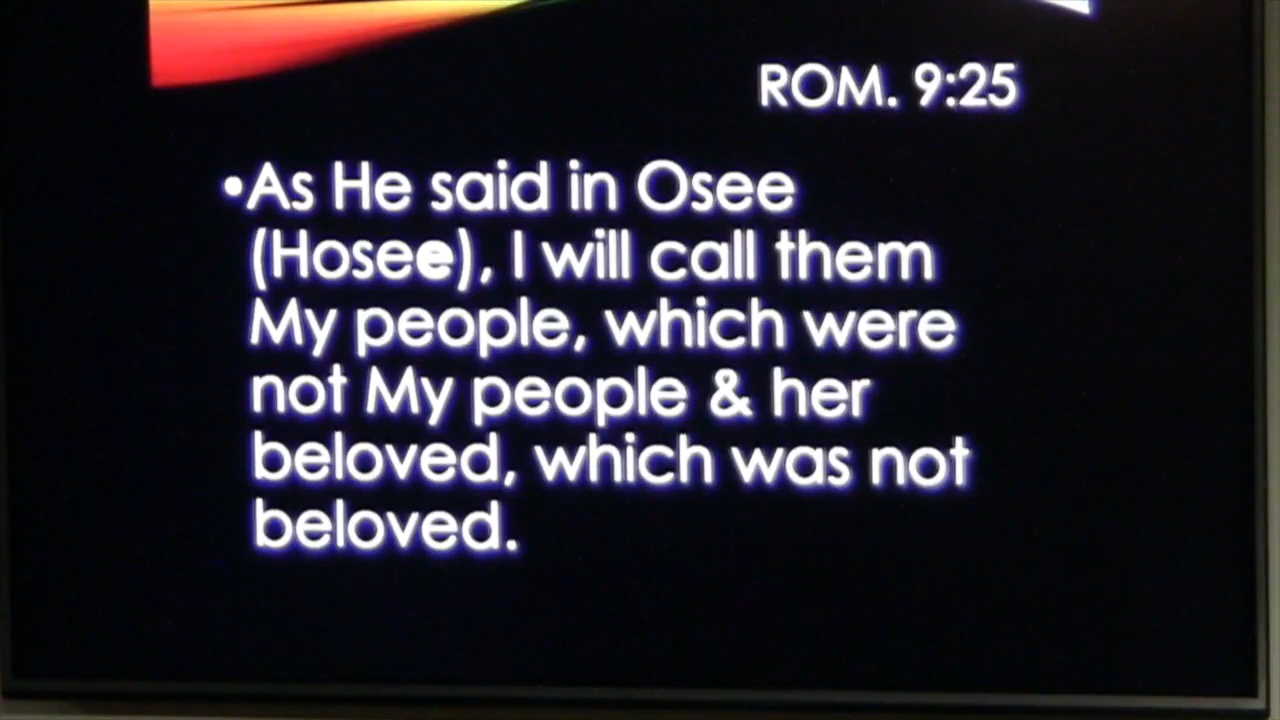 ROM. 9:25
•As He said in Osee
(Hosee), I will call them
My people, which were
not My people & her
beloved, which was not
beloved.